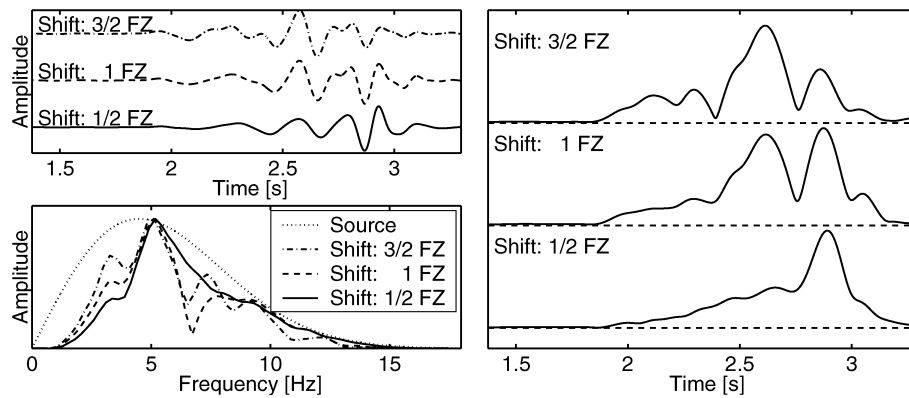 Amplitude
Shift: 3/2 FZ
Shift: 1 FZ
Shift: 1/2 FZ
1.5 2 2.5 3
Time [s]
Amplitude
Source
Shift: 3/2 FZ
Shift: 1 FZ
Shift: 1/2 FZ
0 5 10 15
Frequency [Hz]
Shift: 3/2 FZ
Shift: 1 FZ
Shift: 1/2 FZ
1.5 2 2.5 3
Time [s]